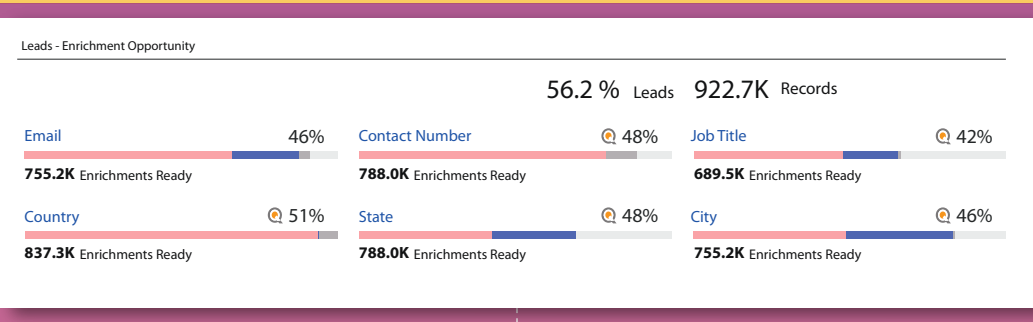 Leads - Enrichment Opportunity
56.2 % Leads 922.7K Records
Email 46%
755.2K Enrichments Ready
Contact Number 48%
788.0K Enrichments Ready
Job Title 42%
689.5K Enrichments Ready
Country 51%
837.3K Enrichments Ready
State 48%
788.0K Enrichments Ready
City 46%
755.2K Enrichments Ready